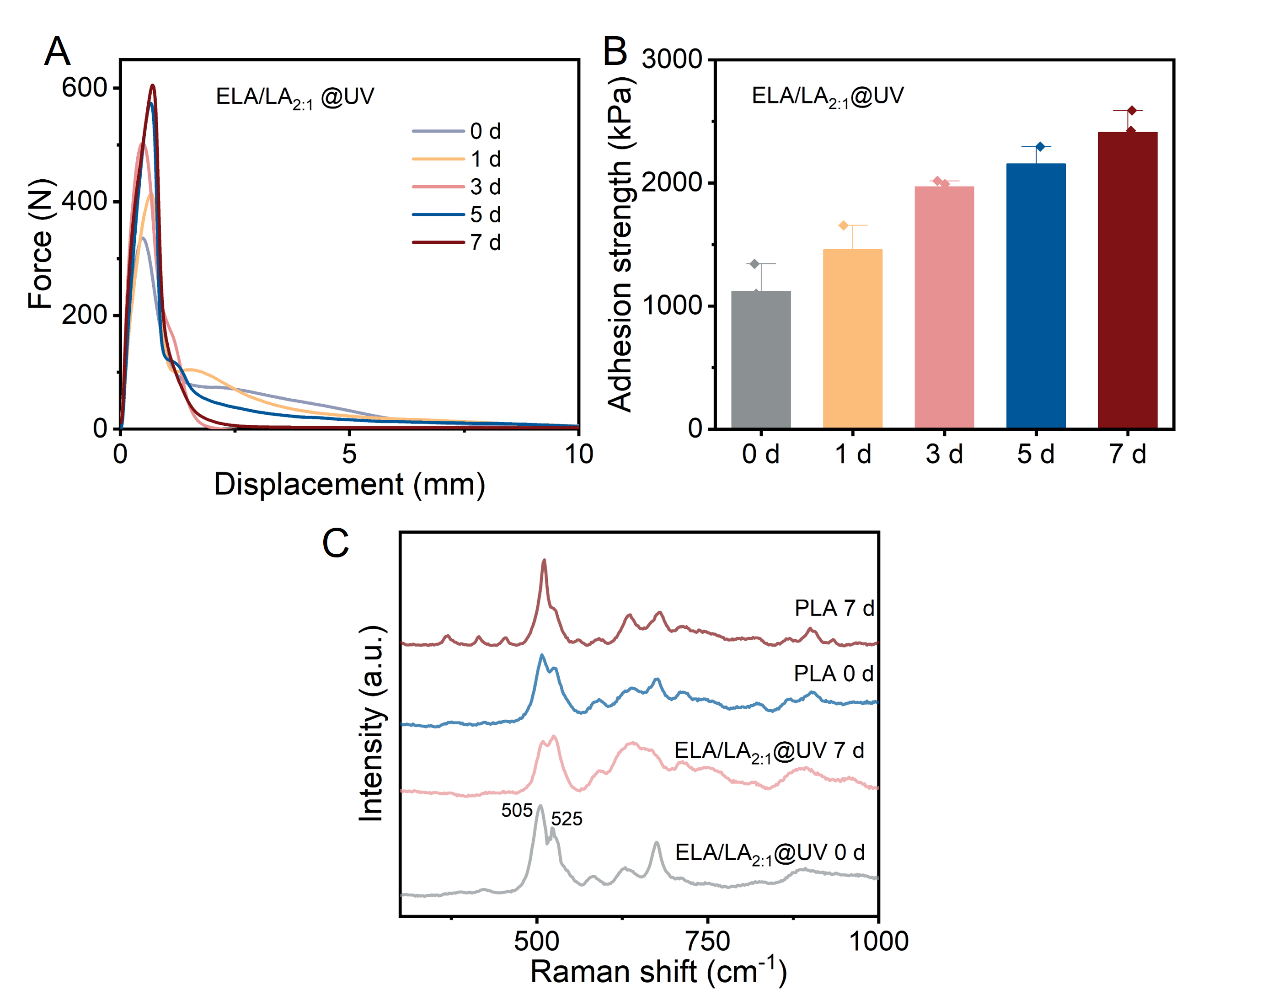 A
ELA/LA2:1 @UV
0 d
1 d
3 d
5 d
7 d
600
400
200
0
Force (N)
0 5 10
Displacement (mm)
B
ELA/LA2:1@UV
3000
2000
1000
0
Adhesion strength (kPa)
0 d 1 d 3 d 5 d 7 d
C
PLA 7 d
PLA 0 d
ELA/LA2:1@UV 7 d
505 525
ELA/LA2:1@UV 0 d
Intensity (a.u.)
500 750 1000
Raman shift (cm-1)